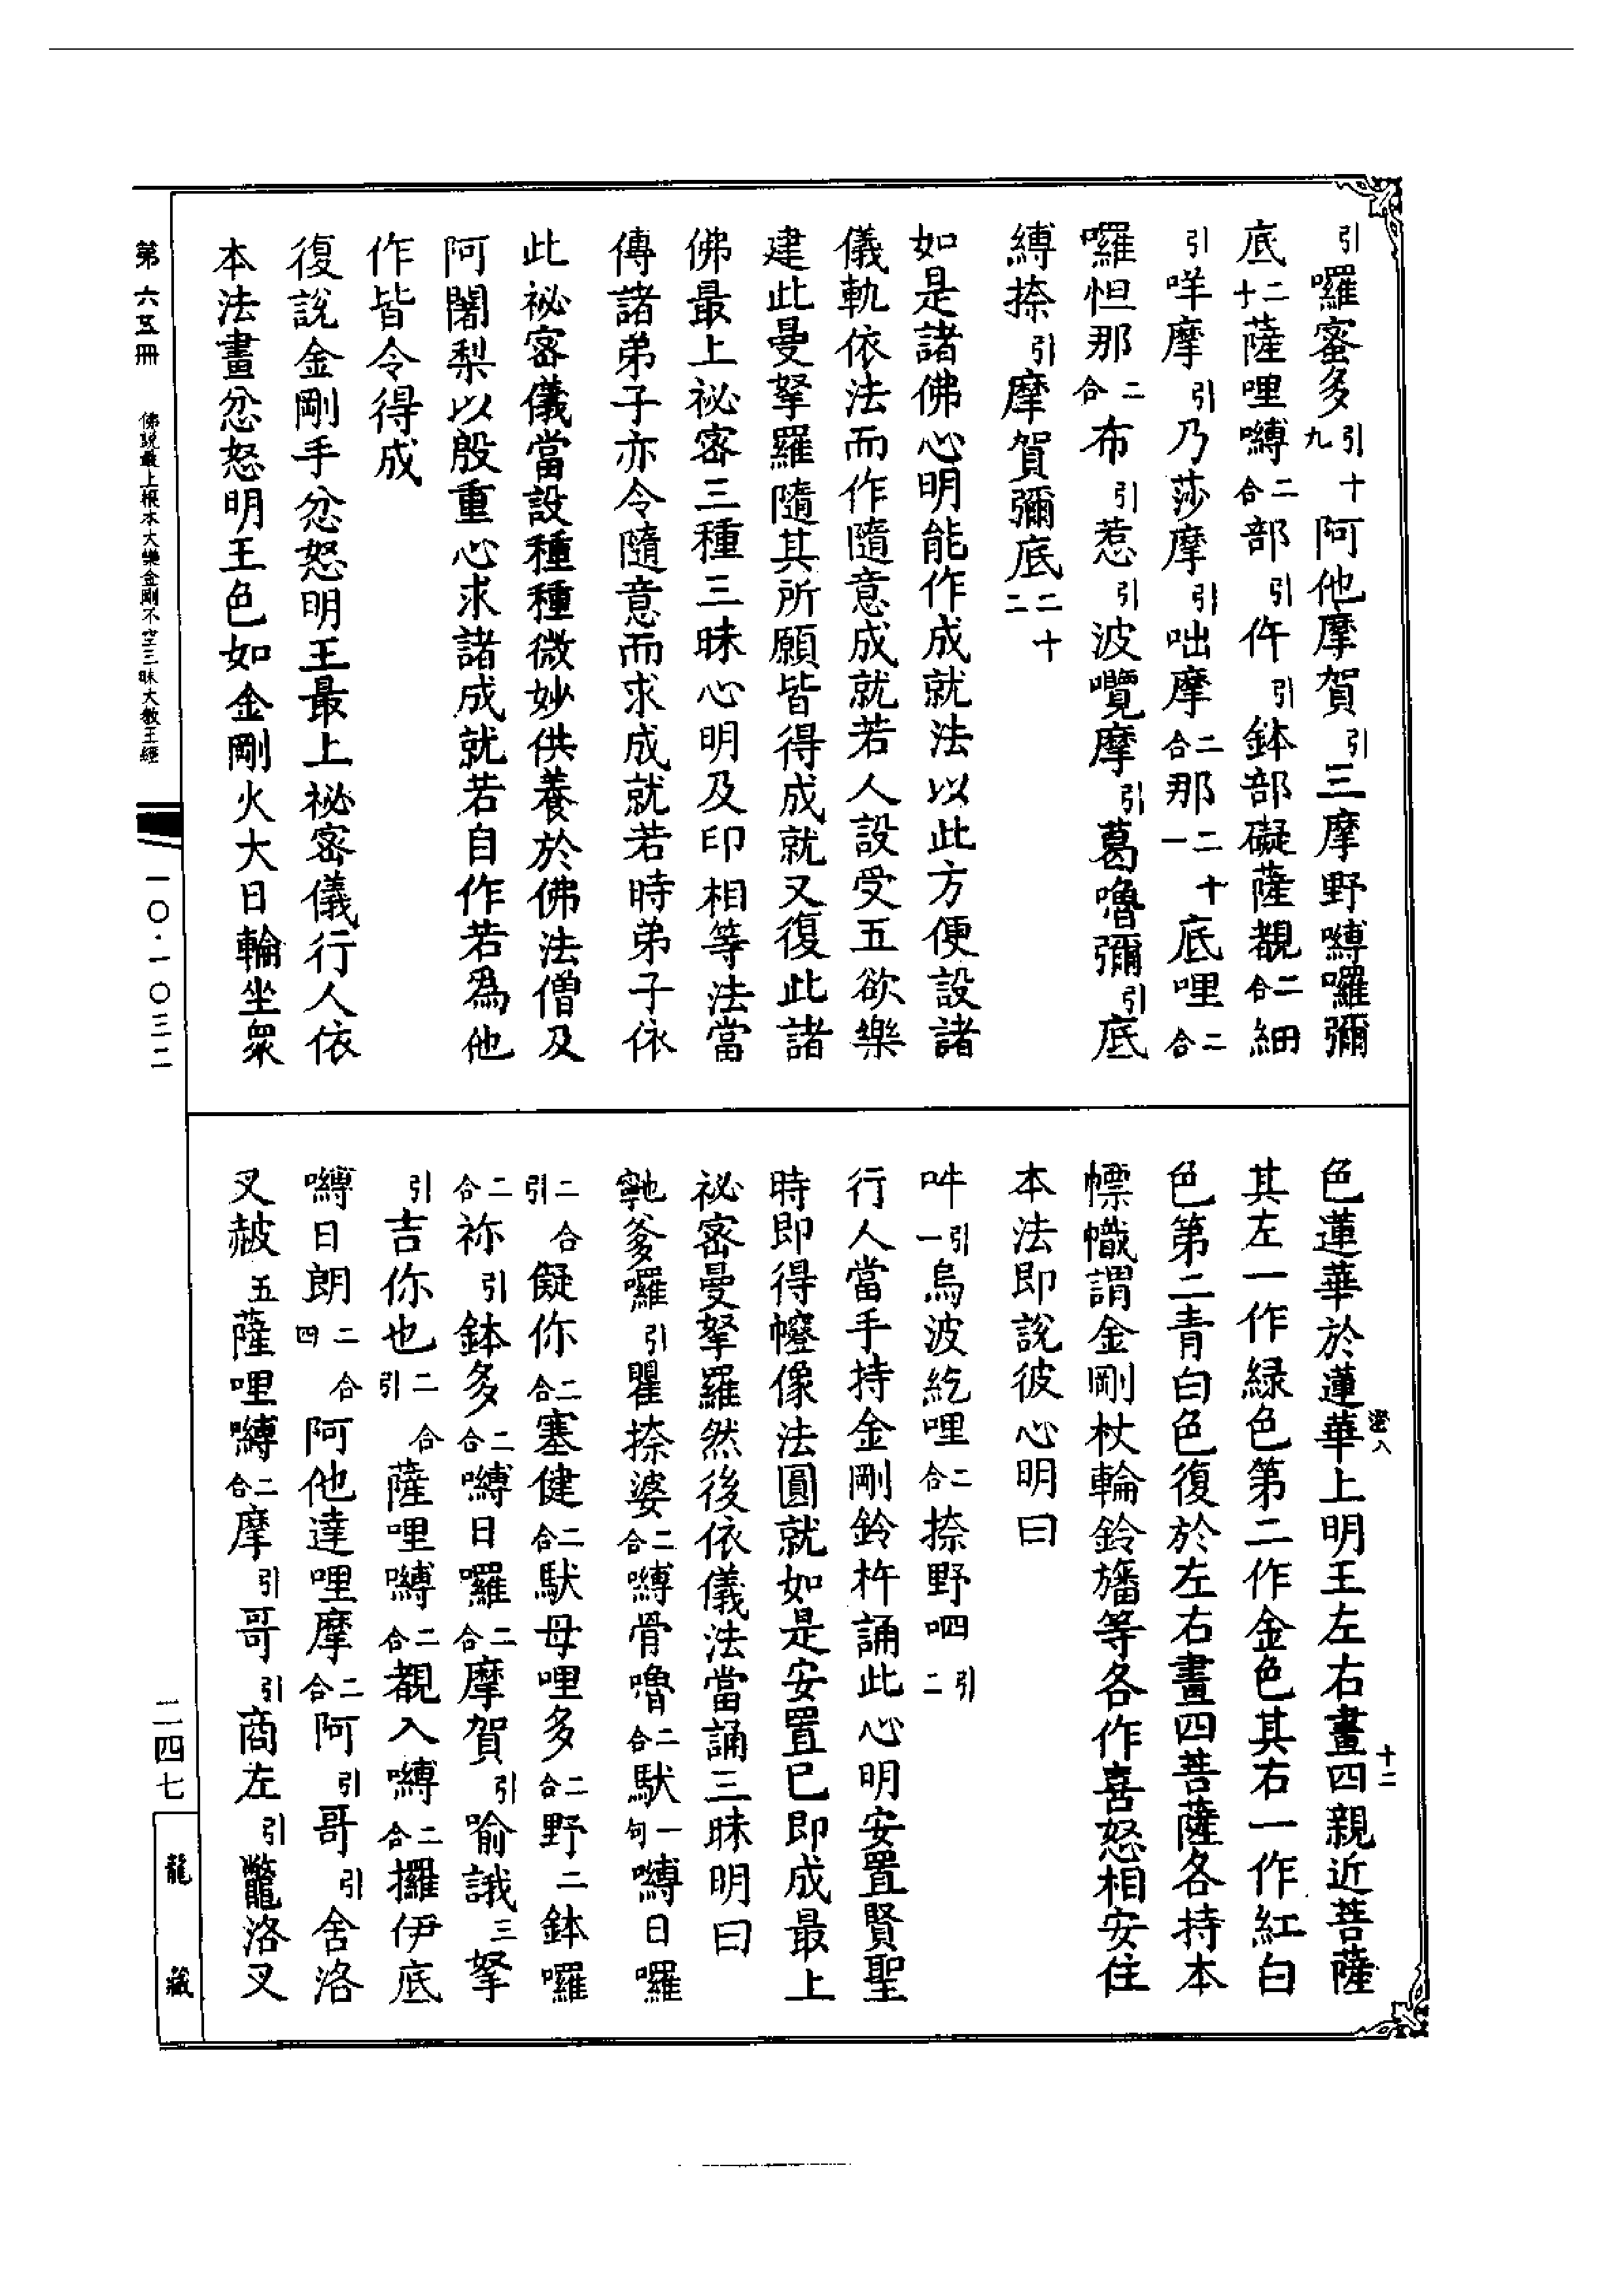 引囉蜜多引十九阿他摩賀引三摩野嚩囉彌
底二十薩哩嚩二合部引仵引鉢部礙薩覩二合細
引咩摩引乃莎摩引咄摩二合那二十一底哩二合
囉怛那二合布引惹引波㘕摩引葛嚕彌引底
縛捺引摩賀彌底二十二
如是諸佛心明能作成就法以此方便設諸
儀軌依法而作隨意成就若人設受五欲樂
建此曼拏羅隨其所願皆得成就又復此諸
佛最上祕密三種三昧心明及印相等法當
傳諸弟子亦令隨意而求成就若時弟子依
此祕密儀當設種種微妙供養於佛法僧及
阿闍梨以殷重心求諸成就若自作若為他
作皆令得成
復說金剛手忿怒明王最上祕密儀行人依
本法畫忿怒明王色如金剛火大日輪坐眾
色蓮華於蓮華上明王左右畫四親近菩薩
其左一作綠色第二作金色其右一作紅白
色第二青白色復於左右畫四菩薩各持本
幖幟謂金剛杖輪鈴旛等各作喜怒相安住
本法即說彼心明曰
吽引一烏波紇哩二合捺野呬引二
行人當手持金剛鈴杵誦此心明安置賢聖
時即得㡧像法圓就如是安置已即成最上
祕密曼拏羅然後依儀法當誦三昧明曰
爹囉引瞿捺婆二合嚩骨嚕二合馱一句嚩日囉
二合引儗你二合塞健二合馱母哩多二合野二鉢囉
二合祢引鉢多二合嚩日囉二合摩賀引喻誐三拏
引吉你也二合引薩哩嚩二合覩入嚩二合攞伊底
嚩日朗二合四阿他達哩摩二合阿引哥引舍洛
叉赦五薩哩嚩二合摩引哥引商左引洛叉
第六五冊 佛說最上根本大樂金剛不空三昧大教王經
一〇·一〇三二
二四七
龍藏
十二